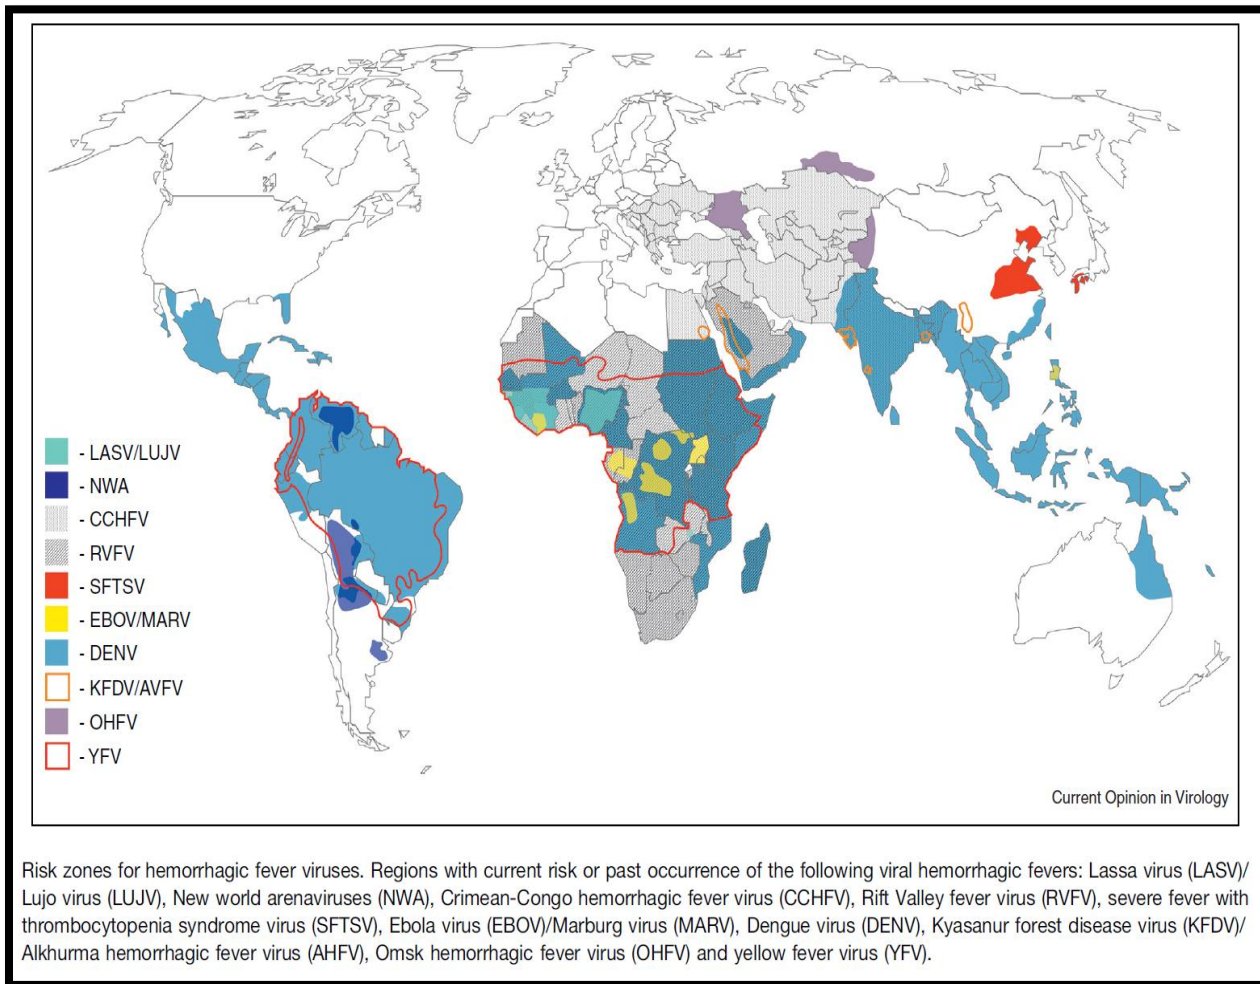 - LASV/LUJV
- NWA
- CCHFV
- RVFV
- SFTSV
- EBOV/MARV
- DENV
- KFDV/AVFV
- OHFV
- YFV
Current Opinion in Virology
Risk zones for hemorrhagic fever viruses. Regions with current risk or past occurrence of the following viral hemorrhagic fevers: Lassa virus (LASV)/
Lujo virus (LUJV), New world arenaviruses (NWA), Crimean-Congo hemorrhagic fever virus (CCHFV), Rift Valley fever virus (RVFV), severe fever with
thrombocytopenia syndrome virus (SFTSV), Ebola virus (EBOV)/Marburg virus (MARV), Dengue virus (DENV), Kyasanur forest disease virus (KFDV)/
Alkhurma hemorrhagic fever virus (AHFV), Omsk hemorrhagic fever virus (OHFV) and yellow fever virus (YFV).